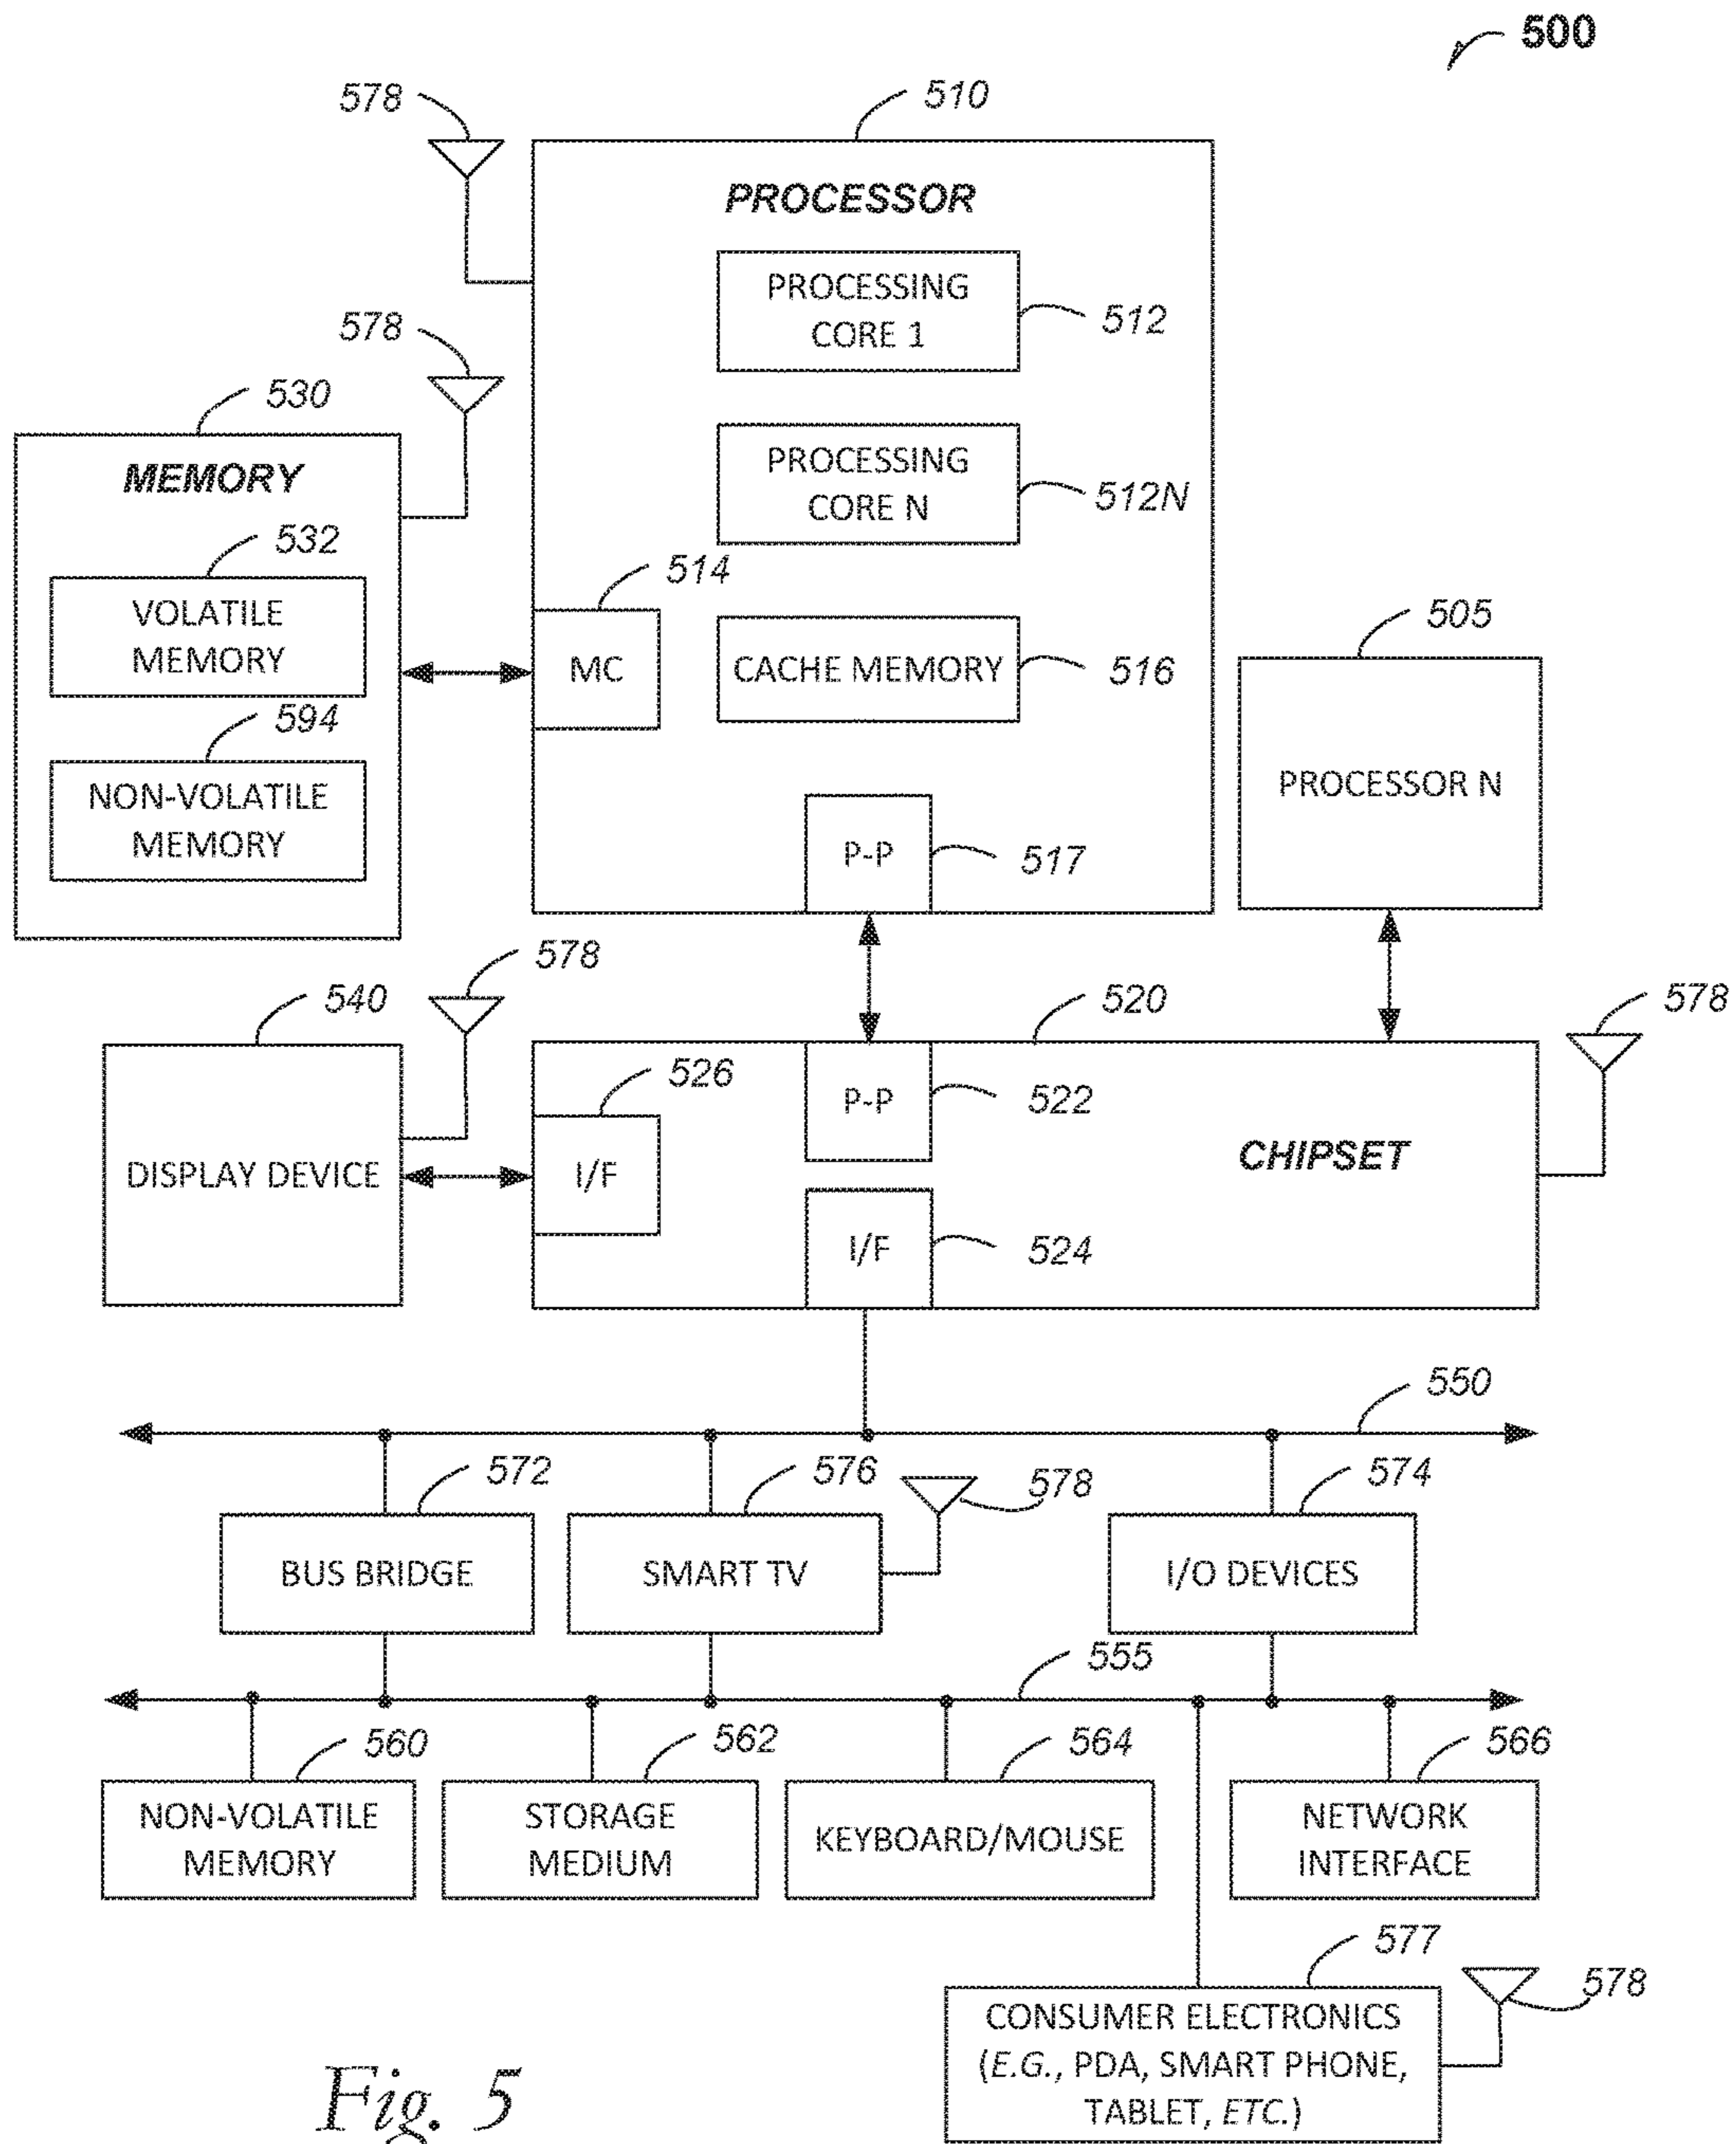 500
578
510
PROCESSOR
PROCESSING
CORE 1
512
578
530
MEMORY
PROCESSING
CORE N
512N
532
VOLATILE
MEMORY
514
MC
CACHE MEMORY
516
505
PROCESSOR N
594
NON-VOLATILE
MEMORY
P-P
517
578
540
DISPLAY DEVICE
520
578
526
I/F
P-P
522
CHIPSET
I/F
524
550
572
BUS BRIDGE
576
SMART TV
578
574
I/O DEVICES
555
560
NON-VOLATILE
MEMORY
562
STORAGE
MEDIUM
564
KEYBOARD/MOUSE
566
NETWORK
INTERFACE
577
CONSUMER ELECTRONICS
(E.G., PDA, SMART PHONE,
TABLET, ETC.)
578
Fig. 5